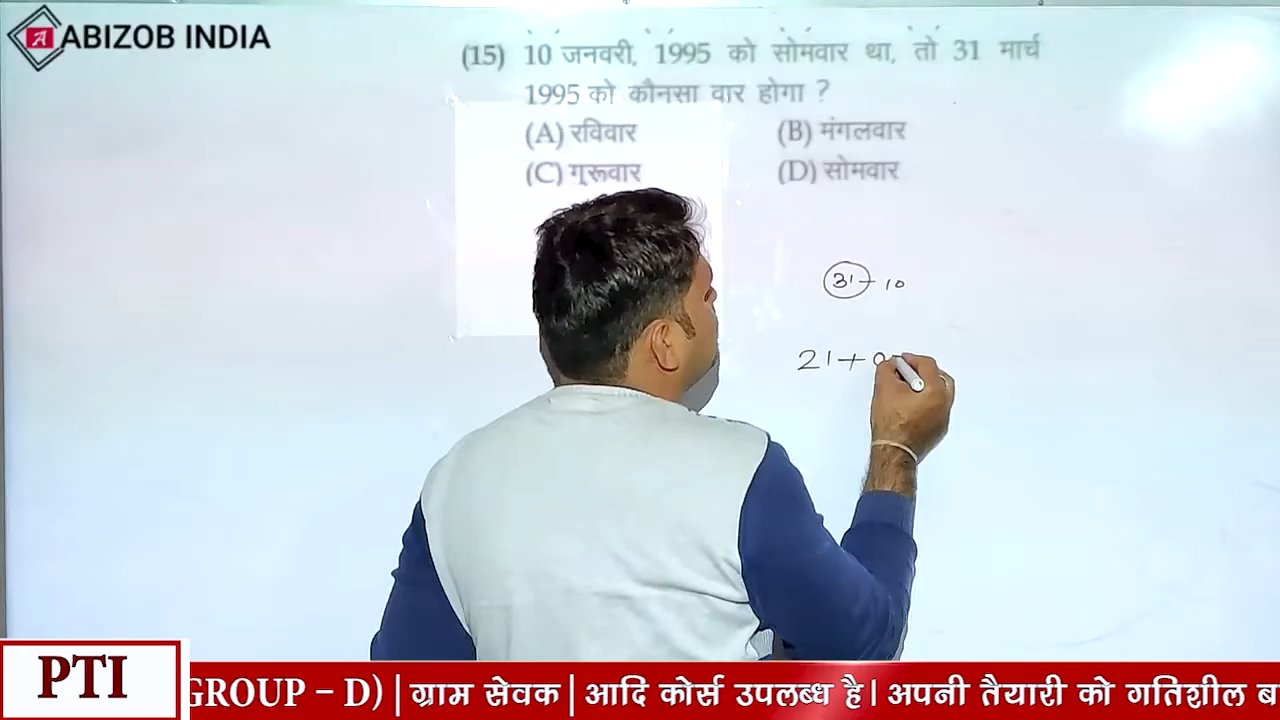 ABIZOB INDIA
(15) 10 जनवरी, 1995 को सोमवार था, तो 31 मार्च
1995 को कौनसा वार होगा ?
(A) रविवार (B) मंगलवार
(C) गुरूवार (D) सोमवार
31 - 10
21 + 0
PTI
GROUP - D) | ग्राम सेवक | आदि कोर्स उपलब्ध है। अपनी तैयारी को गतिशील ब